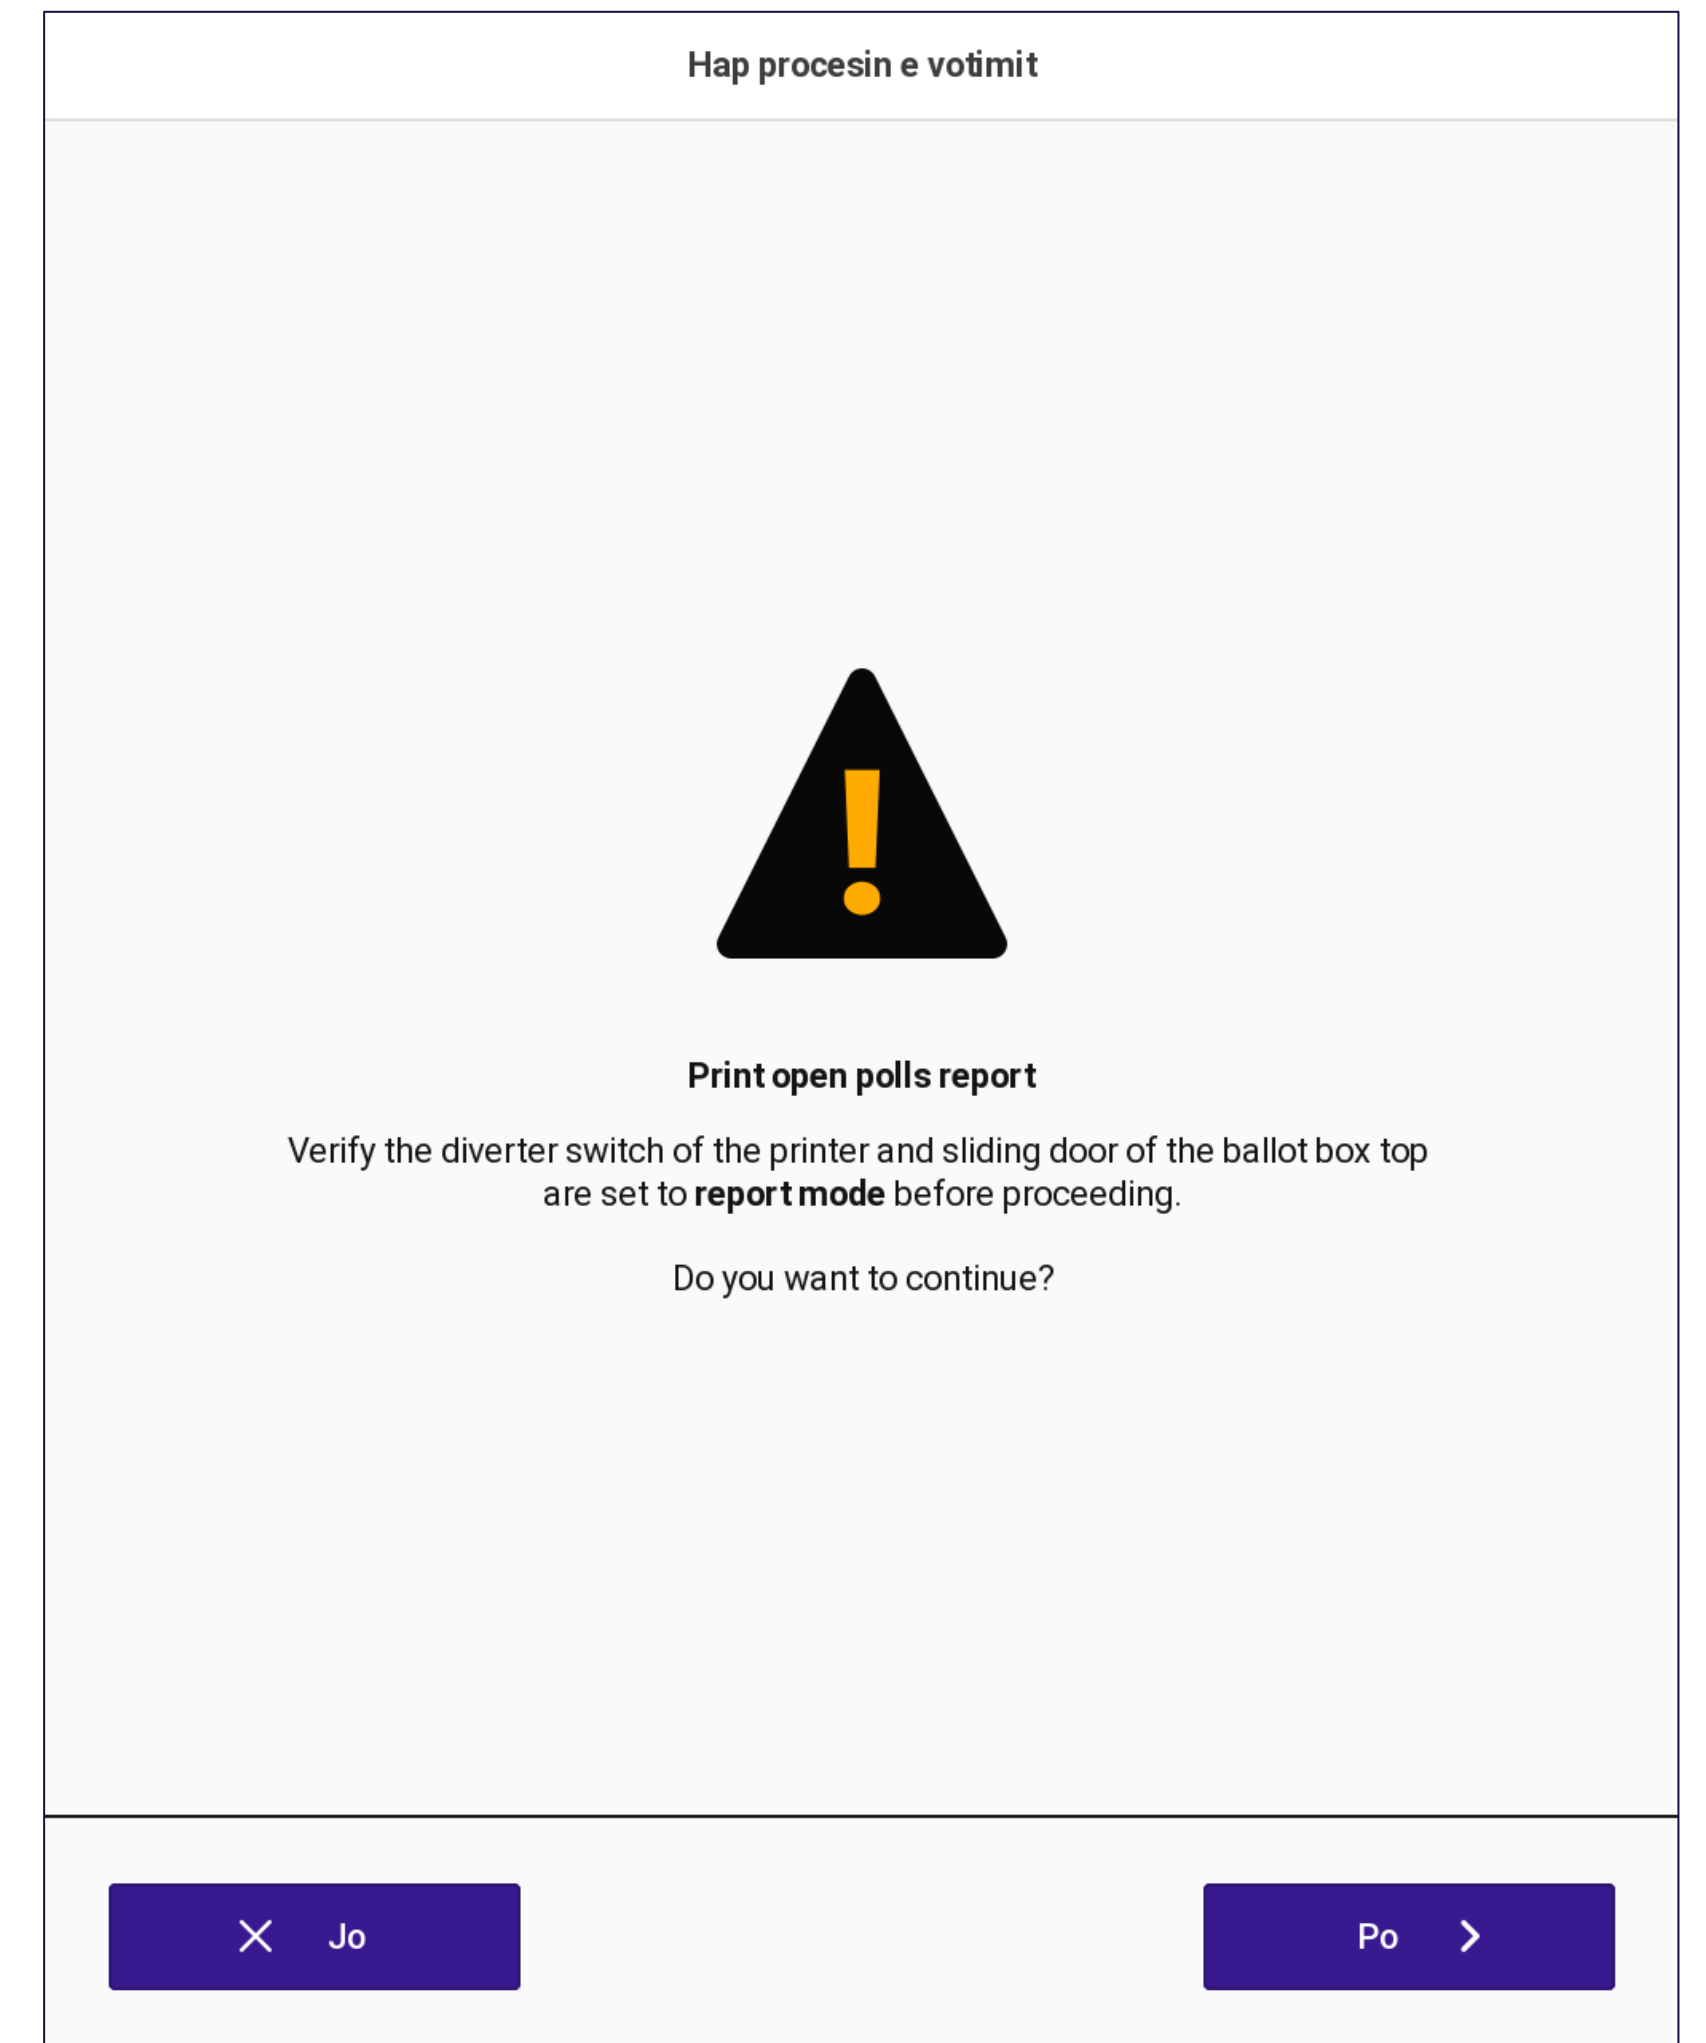 Hap procesin e votimit
Print open polls report
Verify the diverter switch of the printer and sliding door of the ballot box top
are set to report mode before proceeding.
Do you want to continue?
Jo
Po